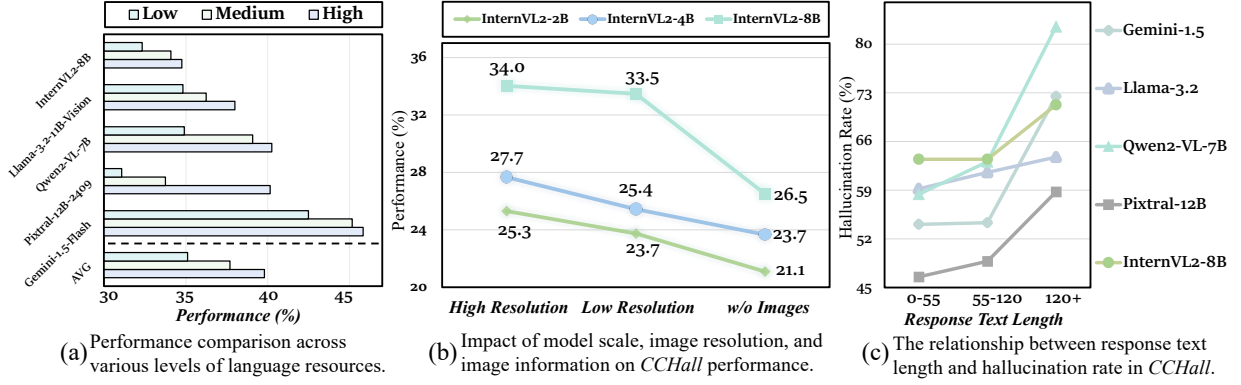 Low Medium High
InternVL2-8B
Llama-3.2-11B-Vision
Qwen2-VL-7B
Pixtral-12B-2409
Gemini-1.5-Flash
AVG
30 35 40 45
Performance (%)
(a) Performance comparison across
various levels of language resources.
InternVL2-2B InternVL2-4B InternVL2-8B
Performance (%)
36
32
28
24
20
34.0 33.5 26.5
27.7 25.4 23.7
25.3 23.7 21.1
High Resolution Low Resolution w/o Images
(b) Impact of model scale, image resolution, and
image information on CCHall performance.
Hallucination Rate (%)
80
73
66
59
52
45
0-55 55-120 120+
Response Text Length
Gemini-1.5
Llama-3.2
Qwen2-VL-7B
Pixtral-12B
InternVL2-8B
(c) The relationship between response text
length and hallucination rate in CCHall.